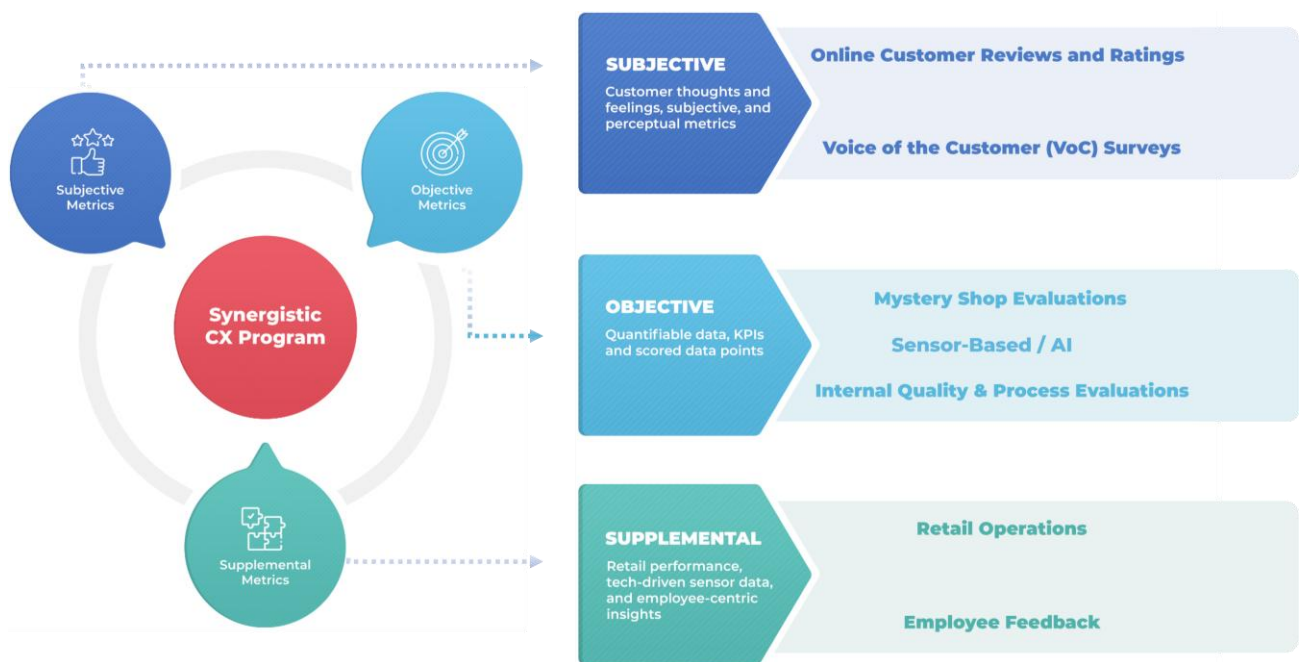 Subjective
Metrics
Objective
Metrics
Synergistic
CX Program
Supplemental
Metrics
SUBJECTIVE
Customer thoughts and
feelings, subjective, and
perceptual metrics
Online Customer Reviews and Ratings
Voice of the Customer (VoC) Surveys
OBJECTIVE
Quantifiable data, KPIs
and scored data points
Mystery Shop Evaluations
Sensor-Based / AI
Internal Quality & Process Evaluations
SUPPLEMENTAL
Retail performance,
tech-driven sensor data,
and employee-centric
insights
Retail Operations
Employee Feedback